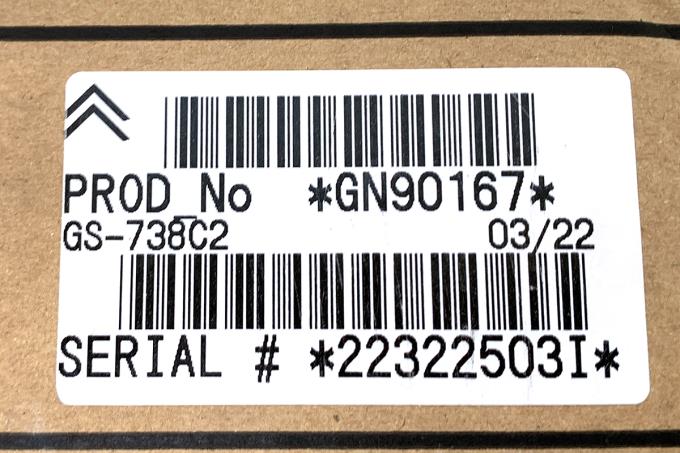 PROD_No *GN90167*
GS-738C2 03/22
SERIAL # *22322503I*